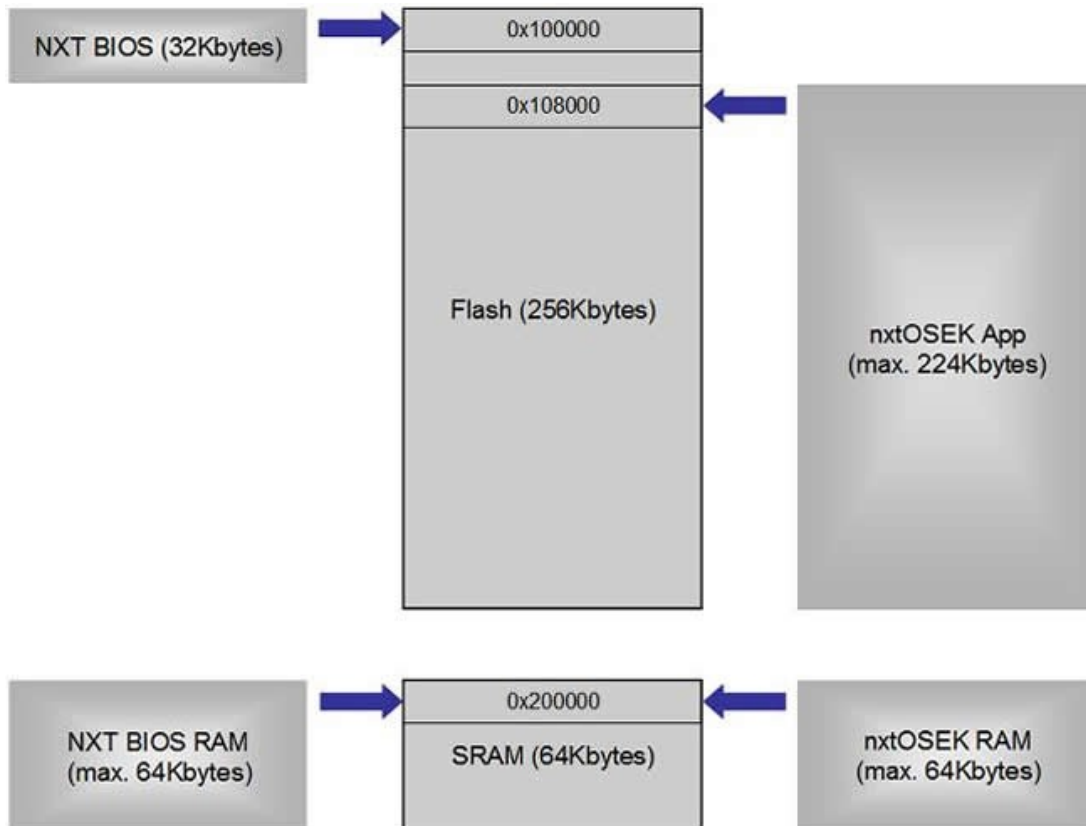 NXT BIOS (32Kbytes)
0x100000
0x108000
Flash (256Kbytes)
nxtOSEK App
(max. 224Kbytes)
NXT BIOS RAM
(max. 64Kbytes)
0x200000
SRAM (64Kbytes)
nxtOSEK RAM
(max. 64Kbytes)